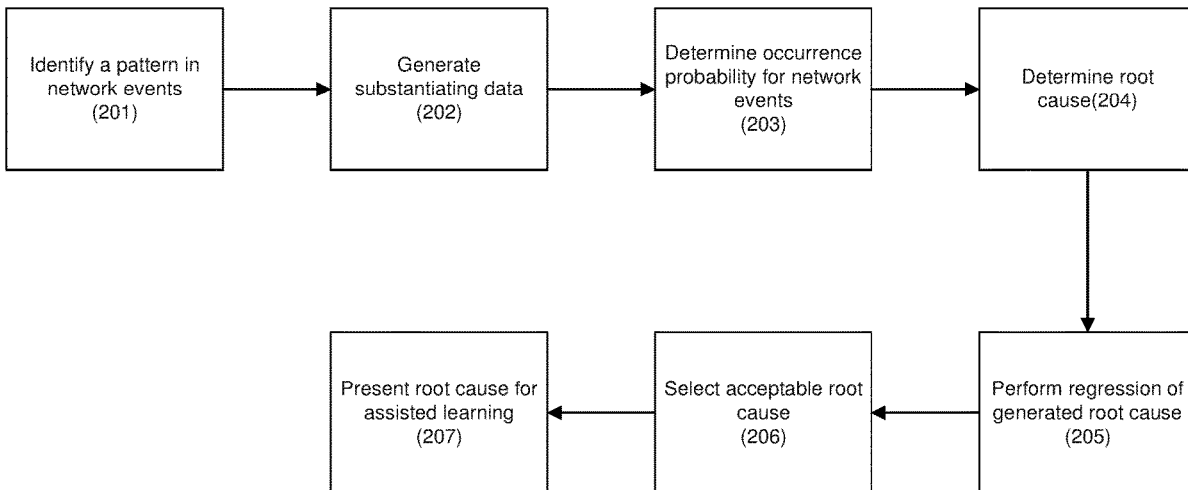 Identify a pattern in
network events
(201)
Generate
substantiating data
(202)
Determine occurrence
probability for network
events
(203)
Determine root
cause(204)
Perform regression of
generated root cause
(205)
Select acceptable root
cause
(206)
Present root cause for
assisted learning
(207)